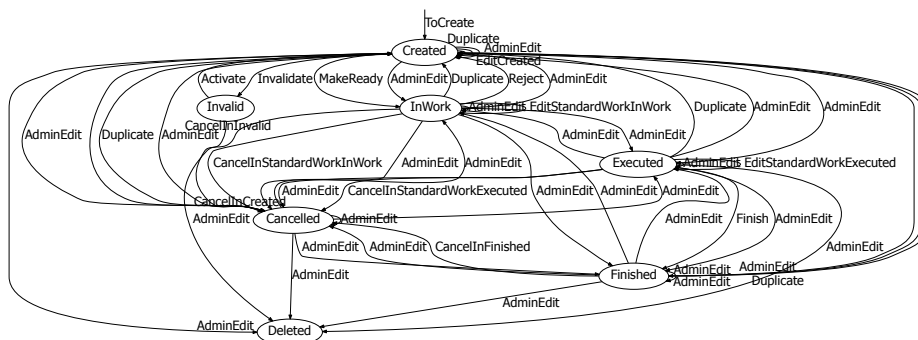 ToCreate
Duplicate
Created
AdminEdit
EditCreated
Activate
Invalidate
MakeReady
AdminEdit
Duplicate
Reject
AdminEdit
Invalid
InWork
AdminEdit
EditStandardWorkInWork
CancelInInvalid
AdminEdit
Duplicate
AdminEdit
AdminEdit
AdminEdit
Duplicate
AdminEdit
AdminEdit
CancelInStandardWorkInWork
AdminEdit
AdminEdit
Executed
AdminEdit
EditStandardWorkExecuted
AdminEdit
CancelInStandardWorkExecuted
AdminEdit
AdminEdit
AdminEdit
CancelInCreated
Cancelled
AdminEdit
AdminEdit
AdminEdit
Finish
AdminEdit
AdminEdit
AdminEdit
AdminEdit
CancelInFinished
AdminEdit
Finished
AdminEdit
AdminEdit
AdminEdit
AdminEdit
Duplicate
AdminEdit
AdminEdit
Deleted